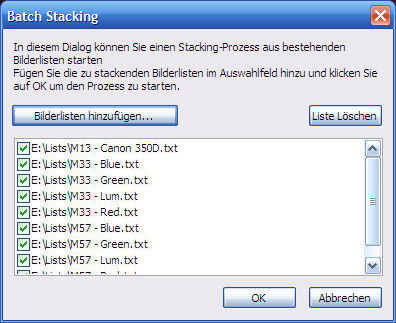 Batch Stacking
In diesem Dialog können Sie einen Stacking-Prozess aus bestehenden
Bilderlisten starten
Fügen Sie die zu stackenden Bilderlisten im Auswahlfeld hinzu und klicken Sie
auf OK um den Prozess zu starten.
Bilderlisten hinzufügen... Liste Löschen
E:\Lists\M13 - Canon 350D.txt
E:\Lists\M33 - Blue.txt
E:\Lists\M33 - Green.txt
E:\Lists\M33 - Lum.txt
E:\Lists\M33 - Red.txt
E:\Lists\M57 - Blue.txt
E:\Lists\M57 - Green.txt
E:\Lists\M57 - Lum.txt
OK Abbrechen